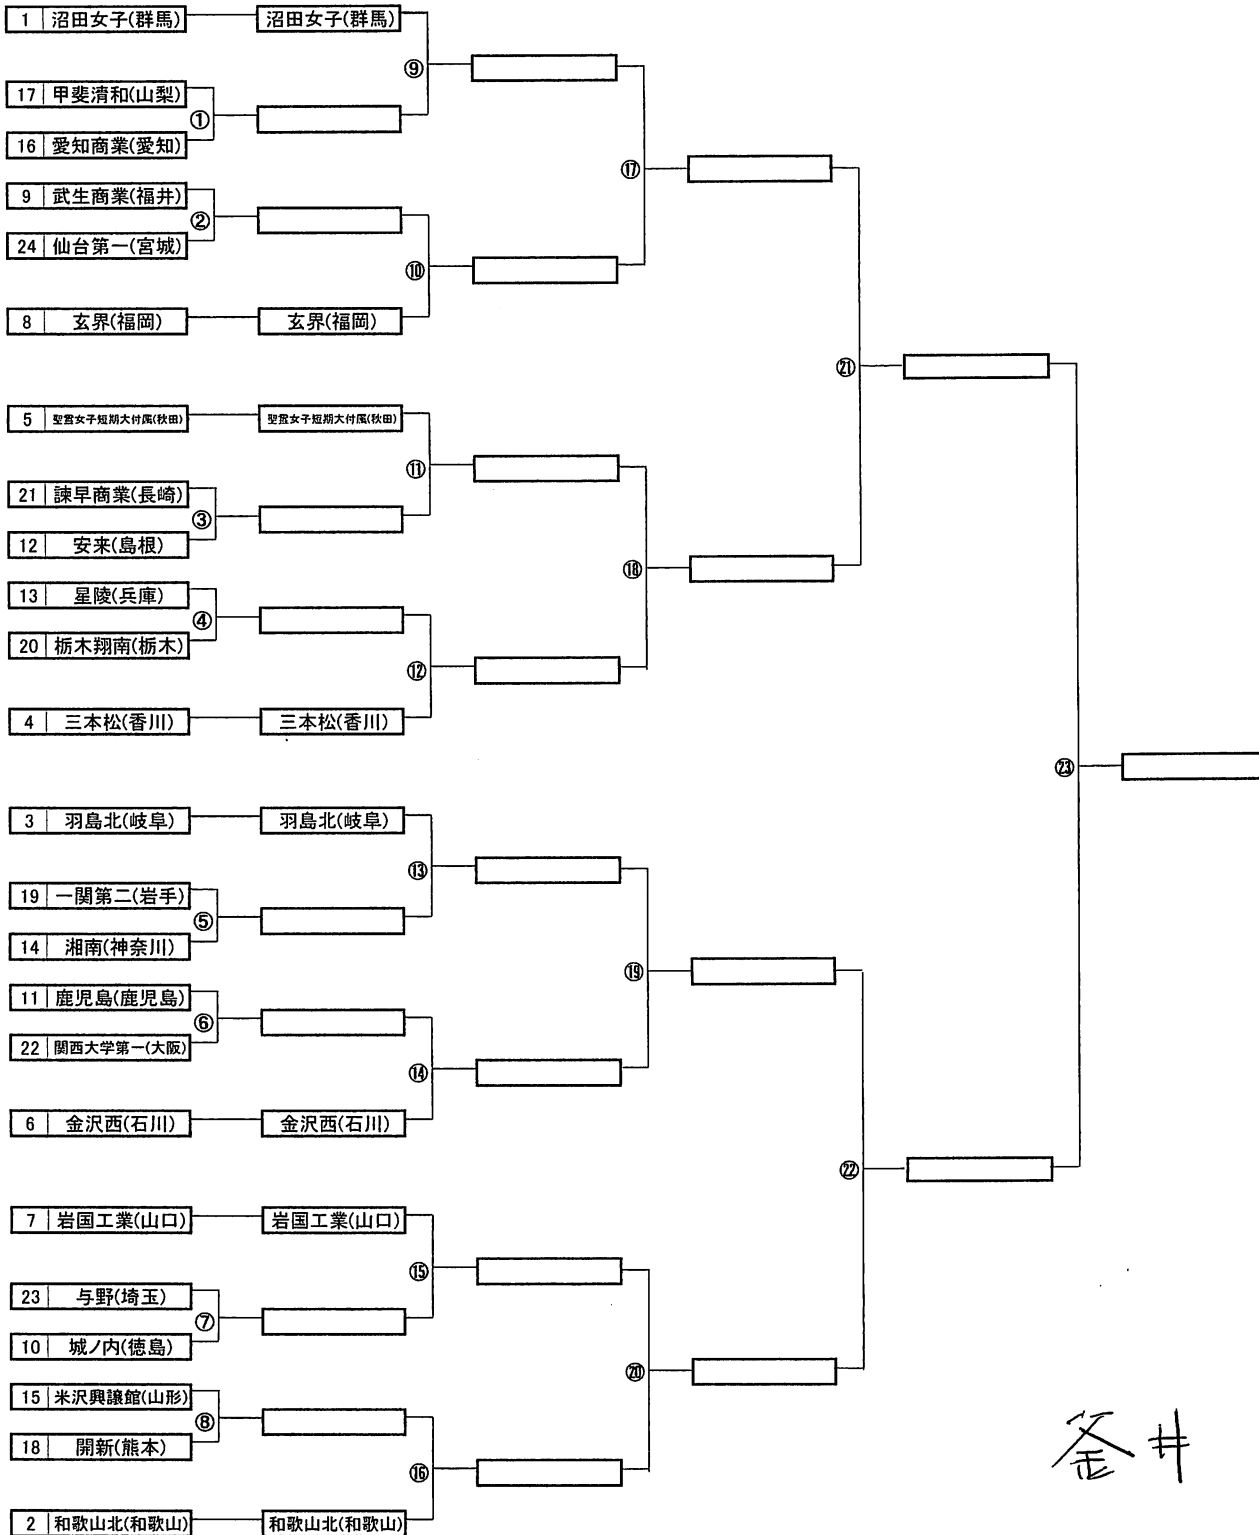 1 沼田女子(群馬) 沼田女子(群馬)
⑨
17 甲斐清和(山梨)
①
16 愛知商業(愛知)
⑰
9 武生商業(福井)
②
24 仙台第一(宮城)
⑩
8 玄界(福岡) 玄界(福岡)
㉑
5 聖霊女子短期大付属(秋田) 聖霊女子短期大付属(秋田)
⑪
21 諫早商業(長崎)
③
12 安来(島根)
⑱
13 星陵(兵庫)
④
20 栃木翔南(栃木)
⑫
4 三本松(香川) 三本松(香川)
㉓
3 羽島北(岐阜) 羽島北(岐阜)
⑬
19 一関第二(岩手)
⑤
14 湘南(神奈川)
⑲
11 鹿児島(鹿児島)
⑥
22 関西大学第一(大阪)
⑭
6 金沢西(石川) 金沢西(石川)
㉒
7 岩国工業(山口) 岩国工業(山口)
⑮
23 与野(埼玉)
⑦
10 城ノ内(徳島)
⑳
15 米沢興譲館(山形)
⑧
18 開新(熊本)
釜井
⑯
2 和歌山北(和歌山) 和歌山北(和歌山)